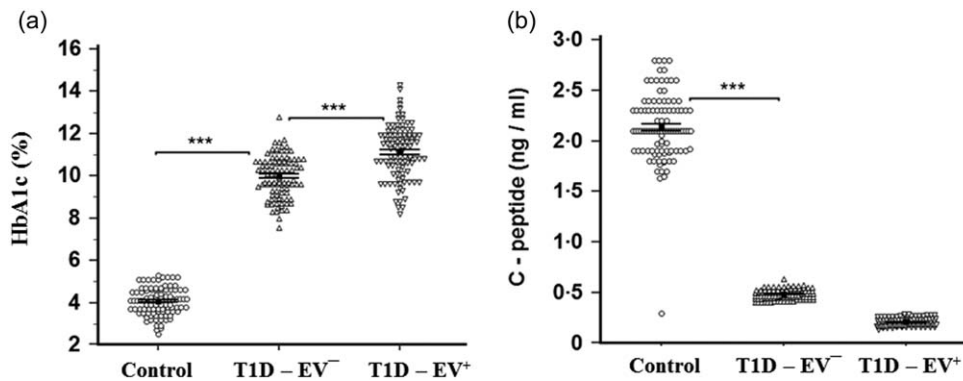 (a)
HbA1c (%)
16
14
12
10
8
6
4
2
***
***
Control
T1D – EV⁻
T1D – EV⁺
(b)
C - peptide (ng / ml)
3·0
2·5
2·0
1·5
1·0
0·5
0
***
Control
T1D – EV⁻
T1D – EV⁺